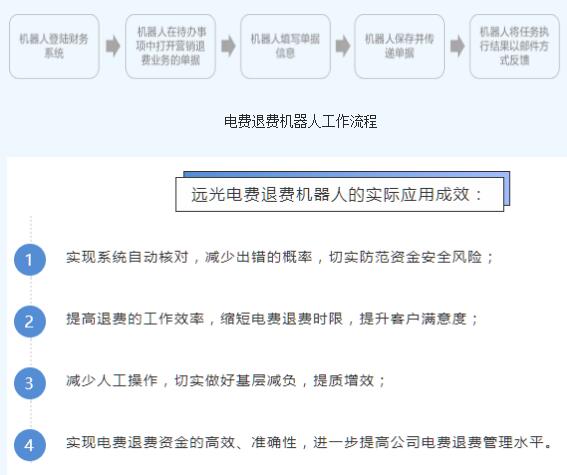 机器人登陆财务
系统
机器人在待办事
项中打开营销退
费业务的单据
机器人填写单据
信息
机器人保存并传
递单据
机器人将任务执
行结果以邮件方
式反馈
电费退费机器人工作流程
远光电费退费机器人的实际应用成效：
1 实现系统自动核对，减少出错的概率，切实防范资金安全风险；
2 提高退费的工作效率，缩短电费退费时限，提升客户满意度；
3 减少人工操作，切实做好基层减负，提质增效；
4 实现电费退费资金的高效、准确性，进一步提高公司电费退费管理水平。